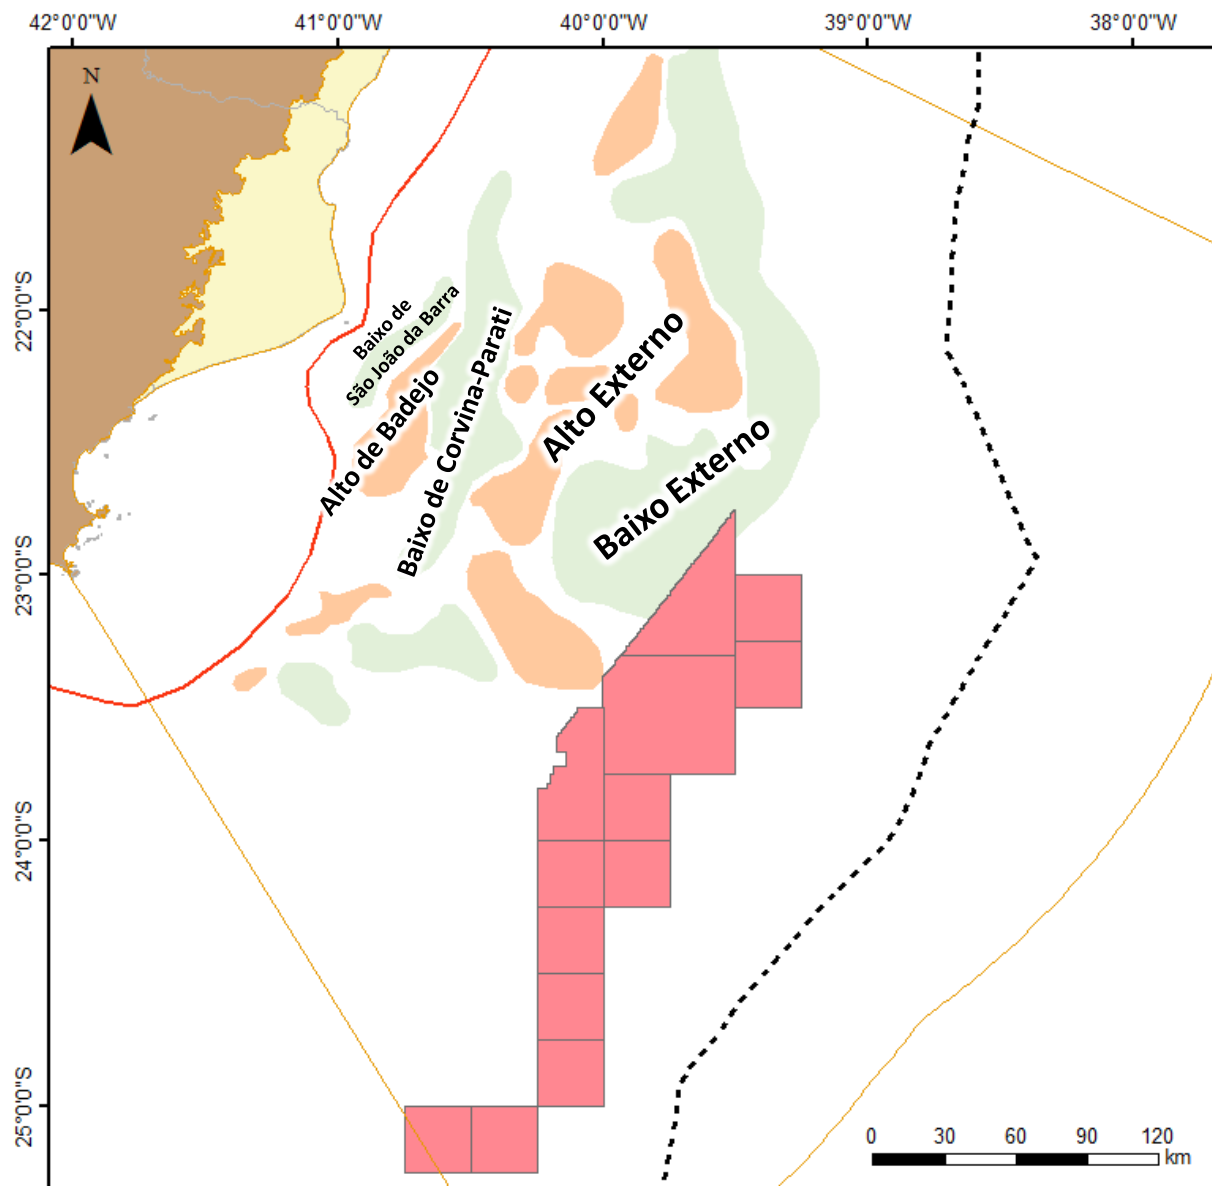 42°0'0"W 41°0'0"W 40°0'0"W 39°0'0"W 38°0'0"W
N
22°0'0"S
23°0'0"S
24°0'0"S
25°0'0"S
Baixo de
São João da Barra
Alto de Badejo
Baixo de Corvina-Parati
Alto Externo
Baixo Externo
0 30 60 90 120
km